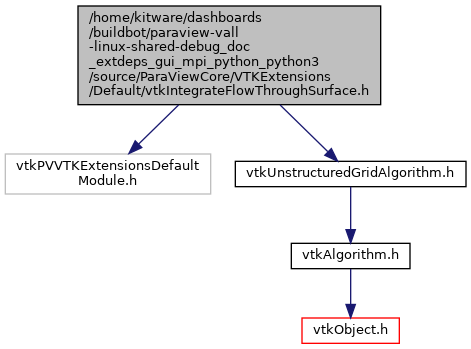 /home/kitware/dashboards
/buildbot/paraview-vall
-linux-shared-debug_doc
_extdeps_gui_mpi_python_python3
/source/ParaViewCore/VTKExtensions
/Default/vtkIntegrateFlowThroughSurface.h
vtkPVVTKExtensionsDefault
Module.h
vtkUnstructuredGridAlgorithm.h
vtkAlgorithm.h
vtkObject.h